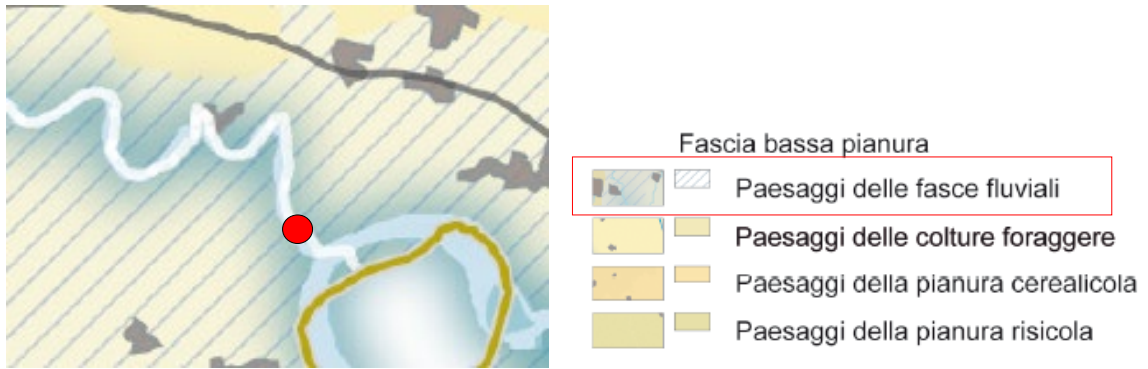 Fascia bassa pianura
Paesaggi delle fasce fluviali
Paesaggi delle colture foraggere
Paesaggi della pianura cerealicola
Paesaggi della pianura risicola